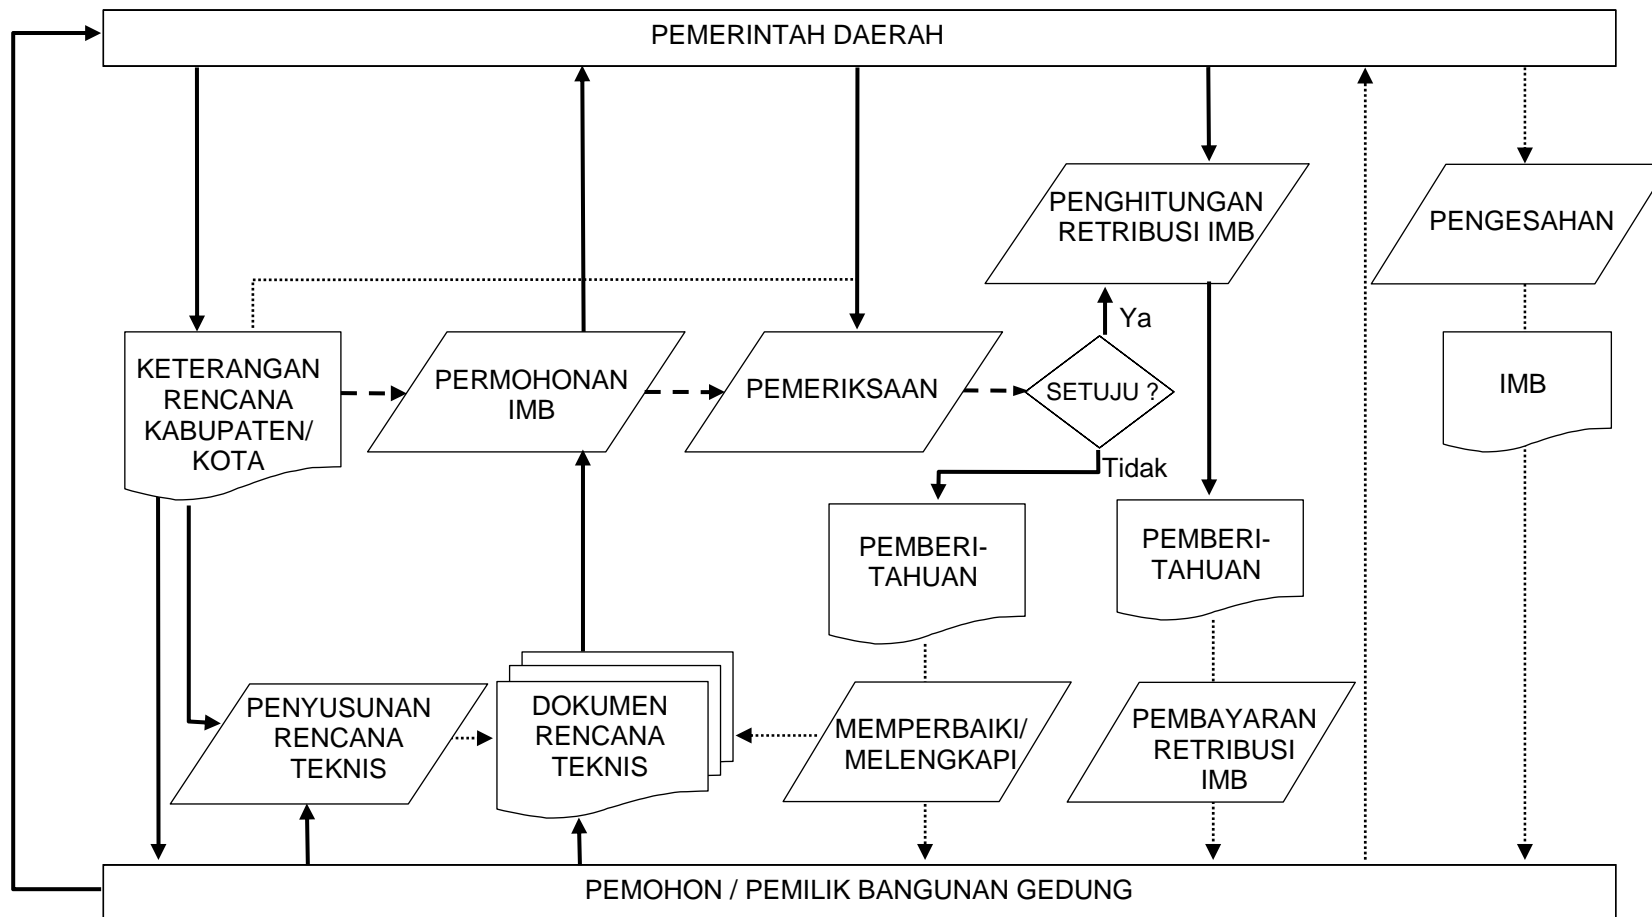 PEMERINTAH DAERAH
PENGHITUNGAN
RETRIBUSI IMB
PENGESAHAN
Ya
KETERANGAN
RENCANA
KABUPATEN/
KOTA
PERMOHONAN
IMB
PEMERIKSAAN
SETUJU ?
IMB
Tidak
PEMBERI-
TAHUAN
PEMBERI-
TAHUAN
PENYUSUNAN
RENCANA
TEKNIS
DOKUMEN
RENCANA
TEKNIS
MEMPERBAIKI/
MELENGKAPI
PEMBAYARAN
RETRIBUSI
IMB
PEMOHON / PEMILIK BANGUNAN GEDUNG